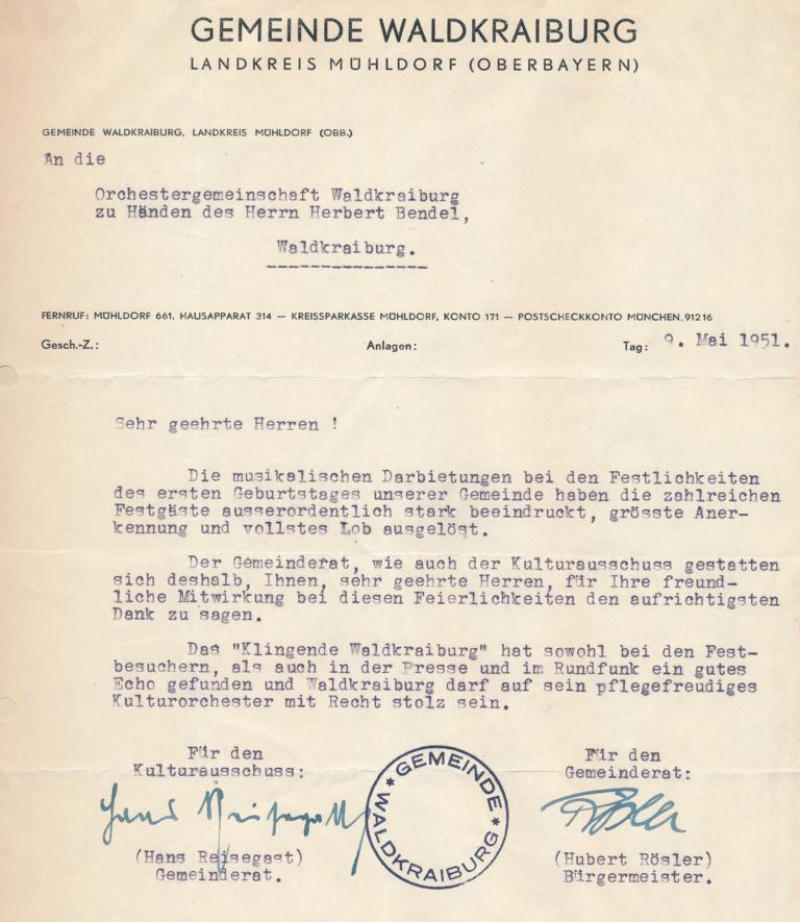 GEMEINDE WALDKRAIBURG
LANDKREIS MÜHLDORF (OBERBAYERN)
GEMEINDE WALDKRAIBURG, LANDKREIS MÜHLDORF (OBB.)
An die
Orchestergemeinschaft Waldkraiburg
zu Händen des Herrn Herbert Bendel,
Waldkraiburg.
FERNRUF: MÜHLDORF 661, HAUSAPPARAT 314 — KREISSPARKASSE MÜHLDORF, KONTO 171 — POSTSCHECKKONTO MÜNCHEN 91216
Gesch.-Z.: Anlagen: Tag: 9. Mai 1951.
Sehr geehrte Herren !
Die musikalischen Darbietungen bei den Festlichkeiten
des ersten Geburtstages unserer Gemeinde haben die zahlreichen
Festgäste ausserordentlich stark beeindruckt, grösste Aner-
kennung und vollstes Lob ausgelöst.
Der Gemeinderat, wie auch der Kulturausschuss gestatten
sich deshalb, Ihnen, sehr geehrte Herren, für Ihre freund-
liche Mitwirkung bei diesen Feierlichkeiten den aufrichtigsten
Dank zu sagen.
Das "Klingende Waldkraiburg" hat sowohl bei den Fest-
besuchern, als auch in der Presse und im Rundfunk ein gutes
Echo gefunden und Waldkraiburg darf auf sein pflegefreudiges
Kulturorchester mit Recht stolz sein.
Für den
Kulturausschuss:
Hans Reisegast
(Hans Reisegast)
Gemeinderat.
* GEMEINDE * WALDKRAIBURG
Für den
Gemeinderat:
Rösler
(Hubert Rösler)
Bürgermeister.